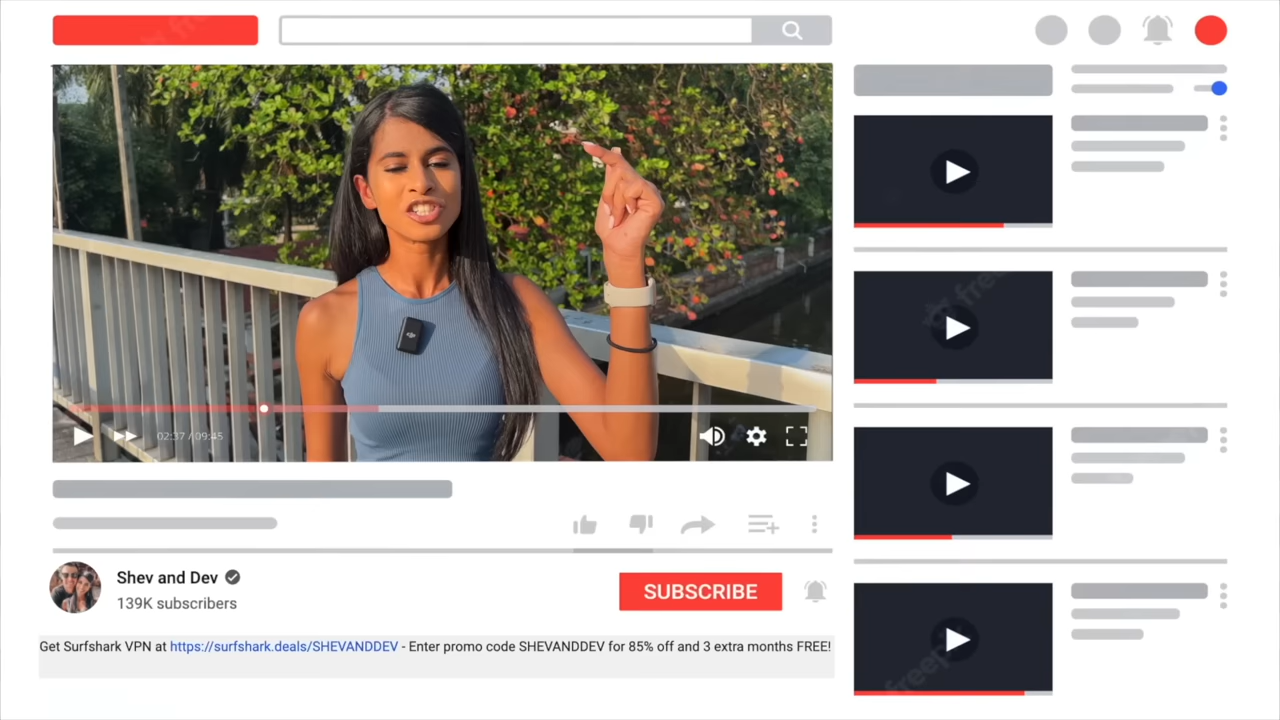 02:37 / 09:45
Shev and Dev
139K subscribers
SUBSCRIBE
Get Surfshark VPN at https://surfshark.deals/SHEVANDDEV - Enter promo code SHEVANDDEV for 85% off and 3 extra months FREE!